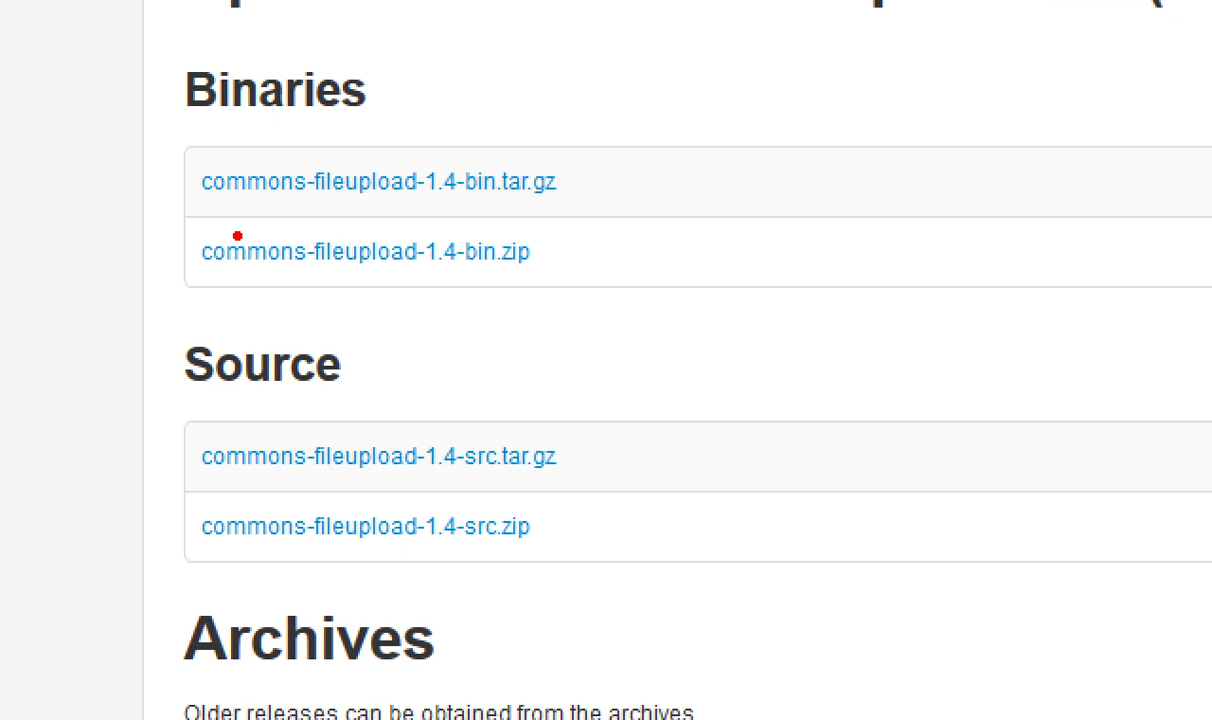 Binaries
commons-fileupload-1.4-bin.tar.gz
commons-fileupload-1.4-bin.zip
Source
commons-fileupload-1.4-src.tar.gz
commons-fileupload-1.4-src.zip
Archives
Older releases can be obtained from the archives